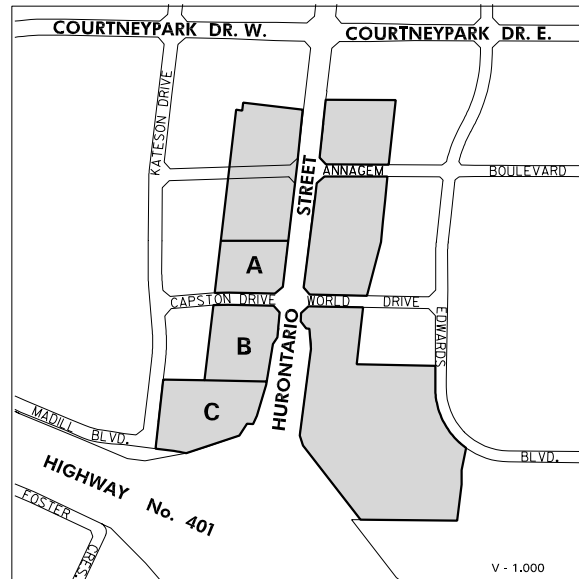 COURTNEYPARK DR. W.
COURTNEYPARK DR. E.
KATESON DRIVE
STREET
ANNAGEM
BOULEVARD
A
CAPSTON DRIVE
WORLD DRIVE
EDWARDS
B
HURONTARIO
C
MADILL BLVD.
BLVD.
HIGHWAY No. 401
FOSTER
CRES.
V - 1.000